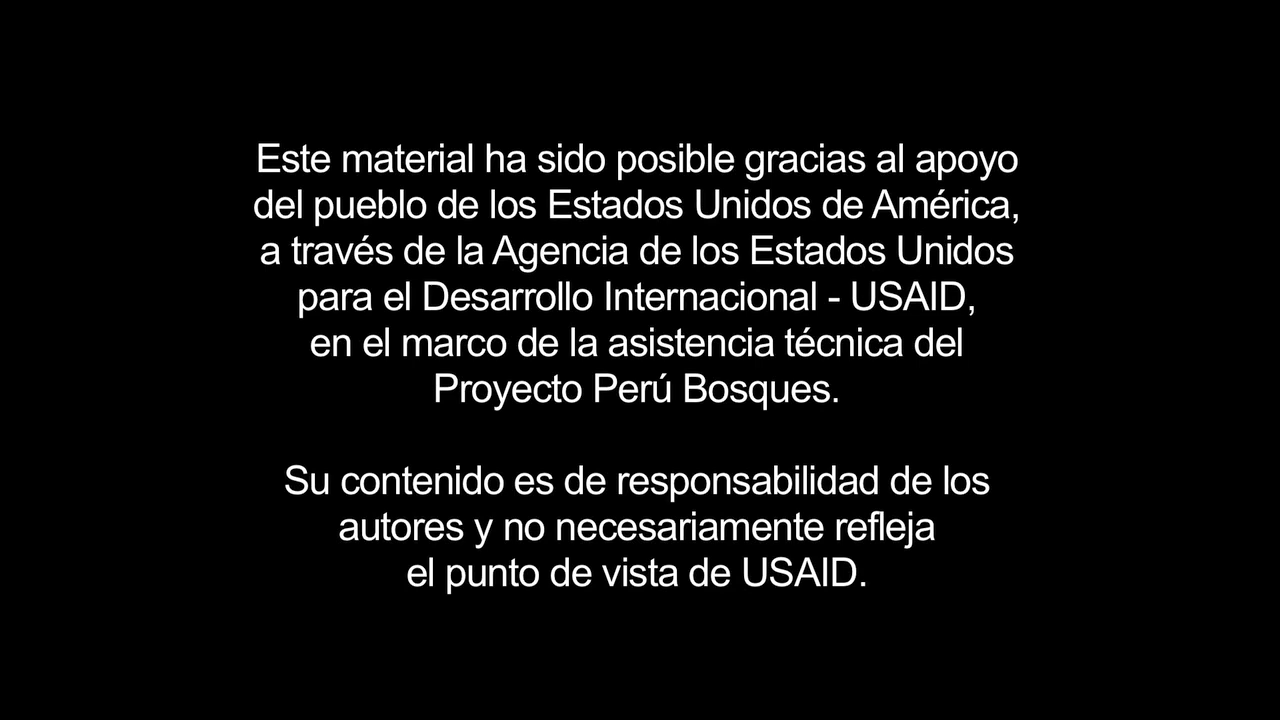 Este material ha sido posible gracias al apoyo
del pueblo de los Estados Unidos de América,
a través de la Agencia de los Estados Unidos
para el Desarrollo Internacional - USAID,
en el marco de la asistencia técnica del
Proyecto Perú Bosques.
Su contenido es de responsabilidad de los
autores y no necesariamente refleja
el punto de vista de USAID.